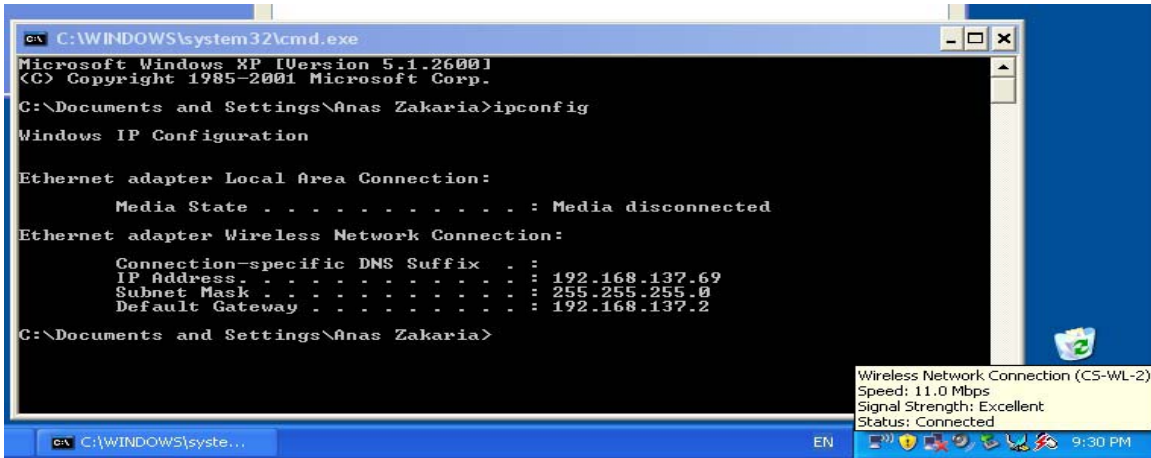 C:\WINDOWS\system32\cmd.exe
Microsoft Windows XP [Version 5.1.2600]
(C) Copyright 1985-2001 Microsoft Corp.
C:\Documents and Settings\Anas Zakaria>ipconfig
Windows IP Configuration
Ethernet adapter Local Area Connection:
Media State . . . . . . . . . . . : Media disconnected
Ethernet adapter Wireless Network Connection:
Connection-specific DNS Suffix . :
IP Address. . . . . . . . . . . . : 192.168.137.69
Subnet Mask . . . . . . . . . . . : 255.255.255.0
Default Gateway . . . . . . . . . : 192.168.137.2
C:\Documents and Settings\Anas Zakaria>
Wireless Network Connection (CS-WL-2)
Speed: 11.0 Mbps
Signal Strength: Excellent
Status: Connected
C:\WINDOWS\syste...
EN
9:30 PM